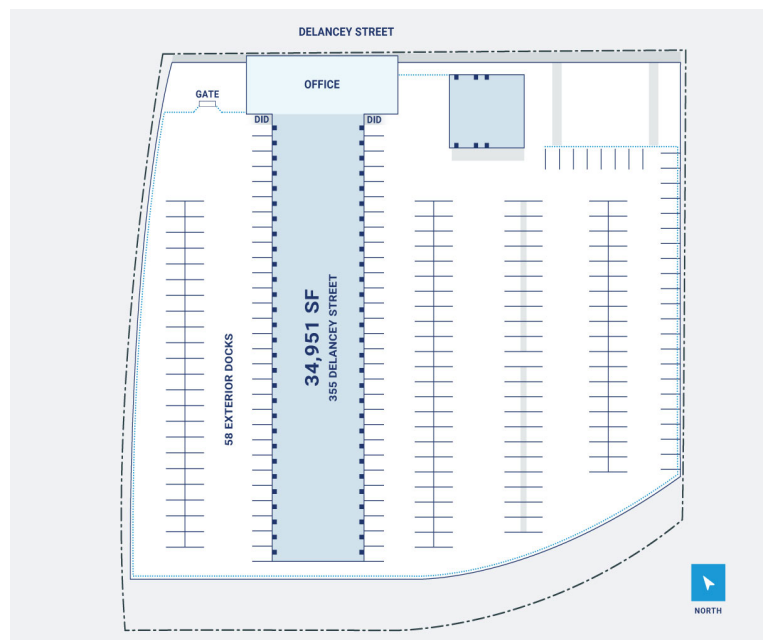 DELANCEY STREET
OFFICE
GATE
DID
DID
34,951 SF
355 DELANCEY STREET
58 EXTERIOR DOCKS
NORTH